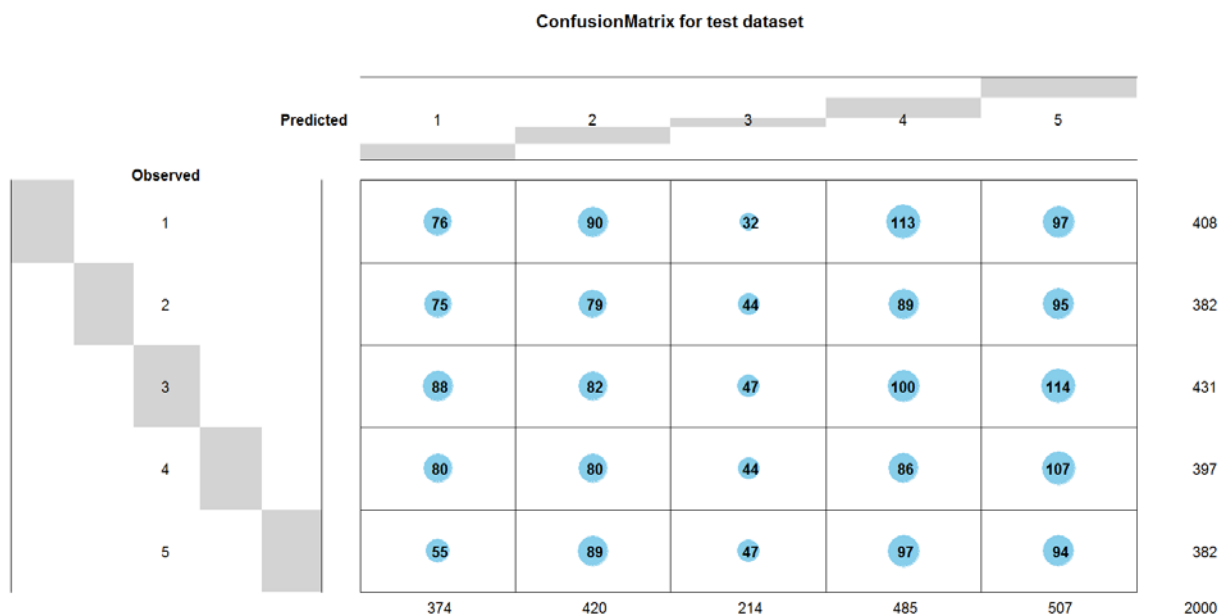 ConfusionMatrix for test dataset
Predicted 1 2 3 4 5
Observed
1 76 90 32 113 97 408
2 75 79 44 89 95 382
3 88 82 47 100 114 431
4 80 80 44 86 107 397
5 55 89 47 97 94 382
374 420 214 485 507 2000